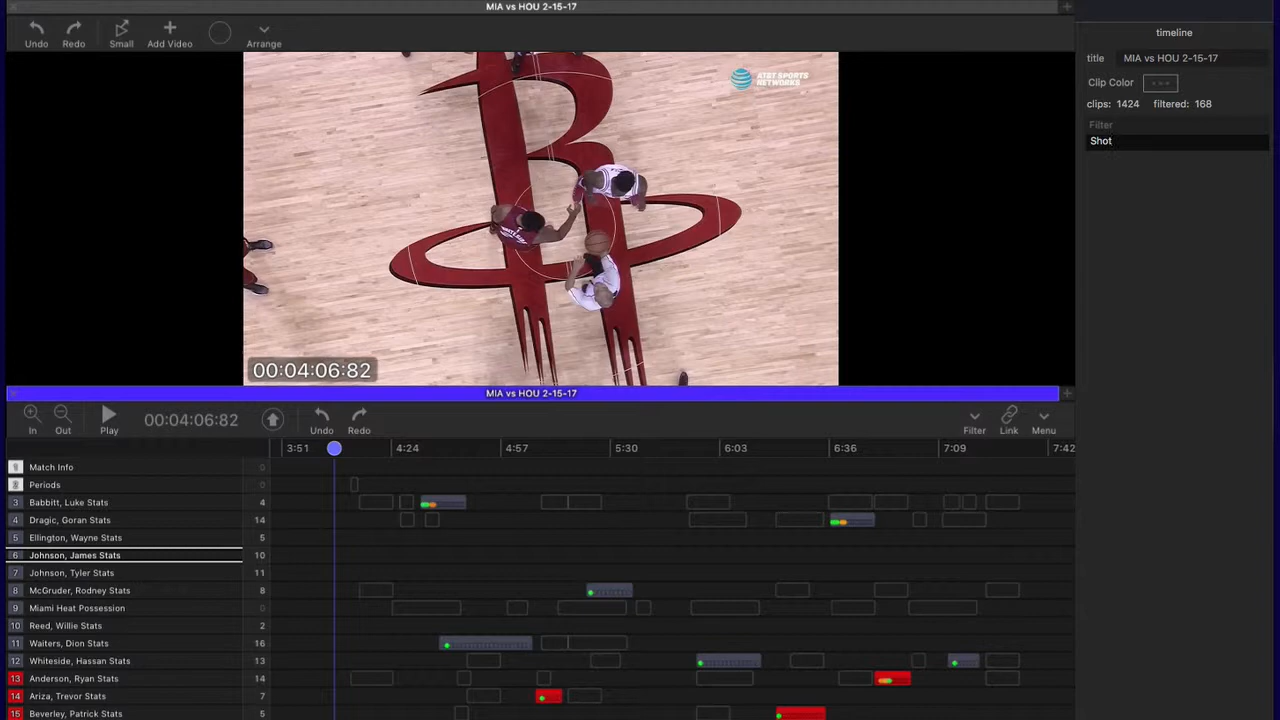 MIA vs HOU 2-15-17
Undo Redo Small Add Video Arrange
AT&T SPORTS
NETWORKS
00:04:06:82
timeline
title MIA vs HOU 2-15-17
Clip Color
clips: 1424 filtered: 168
Filter
Shot
MIA vs HOU 2-15-17
In Out Play 00:04:06:82 Undo Redo Filter Link Menu
3:51 4:24 4:57 5:30 6:03 6:36 7:09 7:42
1 Match Info 0
2 Periods 0
3 Babbitt, Luke Stats 4
4 Dragic, Goran Stats 14
5 Ellington, Wayne Stats 5
6 Johnson, James Stats 10
7 Johnson, Tyler Stats 11
8 McGruder, Rodney Stats 8
9 Miami Heat Possession 0
10 Reed, Willie Stats 2
11 Waiters, Dion Stats 16
12 Whiteside, Hassan Stats 13
13 Anderson, Ryan Stats 14
14 Ariza, Trevor Stats 7
15 Beverley, Patrick Stats 5